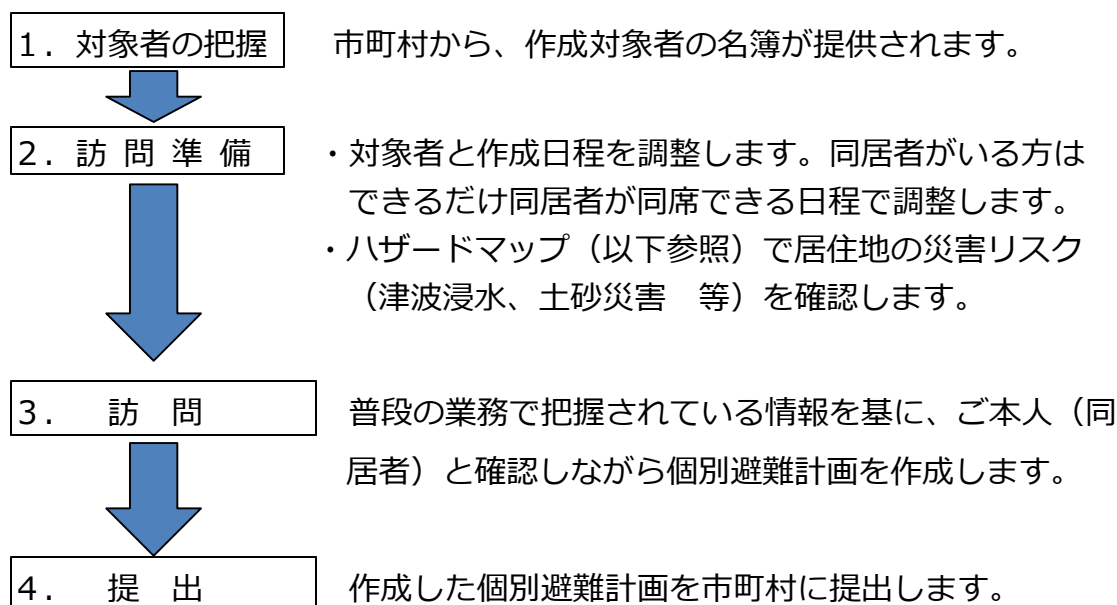 1. 対象者の把握 市町村から、作成対象者の名簿が提供されます。
2. 訪問準備 ・対象者と作成日程を調整します。同居者がいる方は
できるだけ同居者が同席できる日程で調整します。
・ハザードマップ（以下参照）で居住地の災害リスク
（津波浸水、土砂災害 等）を確認します。
3. 訪問 普段の業務で把握されている情報を基に、ご本人（同
居者）と確認しながら個別避難計画を作成します。
4. 提出 作成した個別避難計画を市町村に提出します。